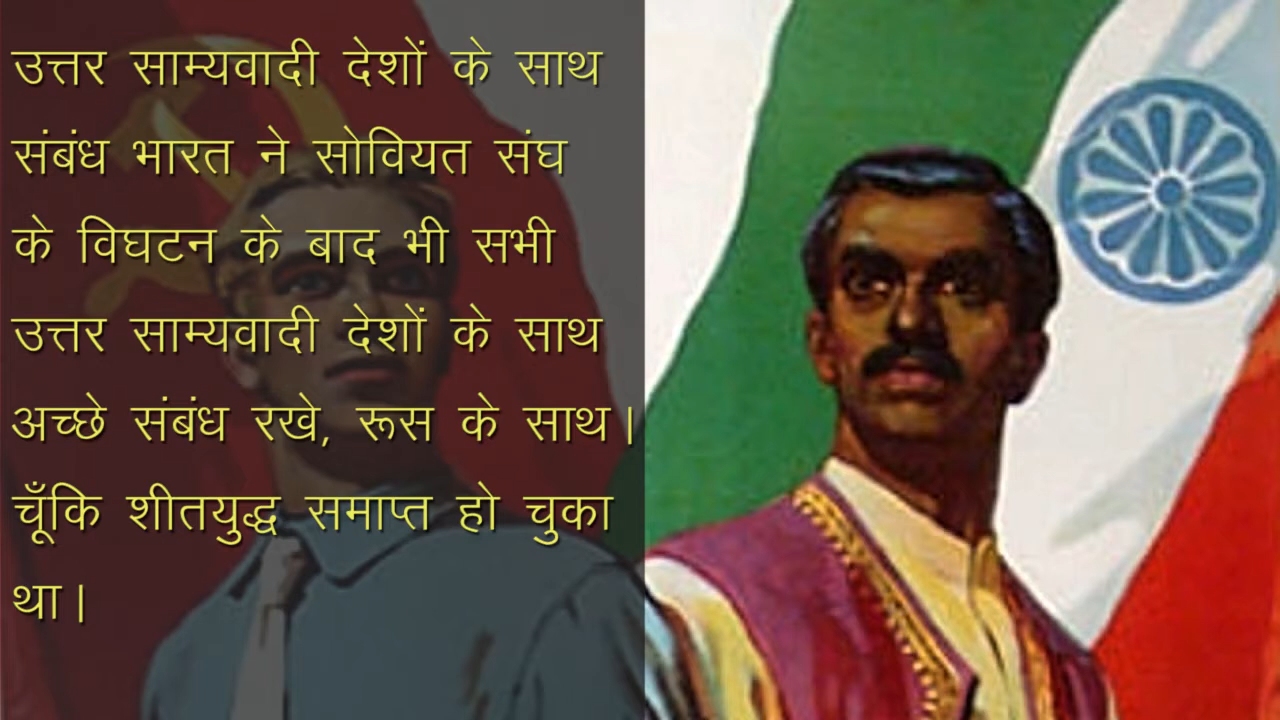 उत्तर साम्यवादी देशों के साथ
संबंध भारत ने सोवियत संघ
के विघटन के बाद भी सभी
उत्तर साम्यवादी देशों के साथ
अच्छे संबंध रखे, रूस के साथ।
चूँकि शीतयुद्ध समाप्त हो चुका
था।